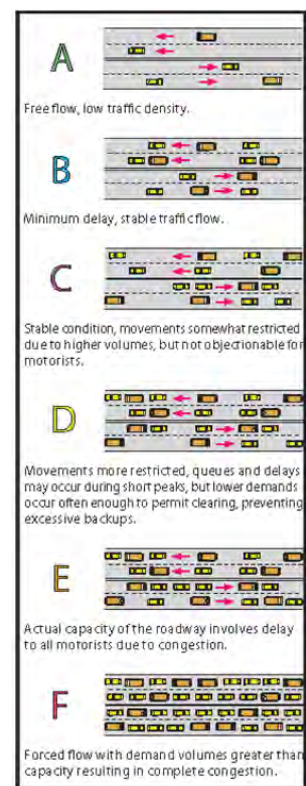 A
Free flow, low traffic density.
B
Minimum delay, stable traffic flow.
C
Stable condition, movements somewhat restricted
due to higher volumes, but not objectionable for
motorists.
D
Movements more restricted, queues and delays
may occur during short peaks, but lower demands
occur often enough to permit clearing, preventing
excessive backups.
E
Actual capacity of the roadway involves delay
to all motorists due to congestion.
F
Forced flow with demand volumes greater than
capacity resulting in complete congestion.